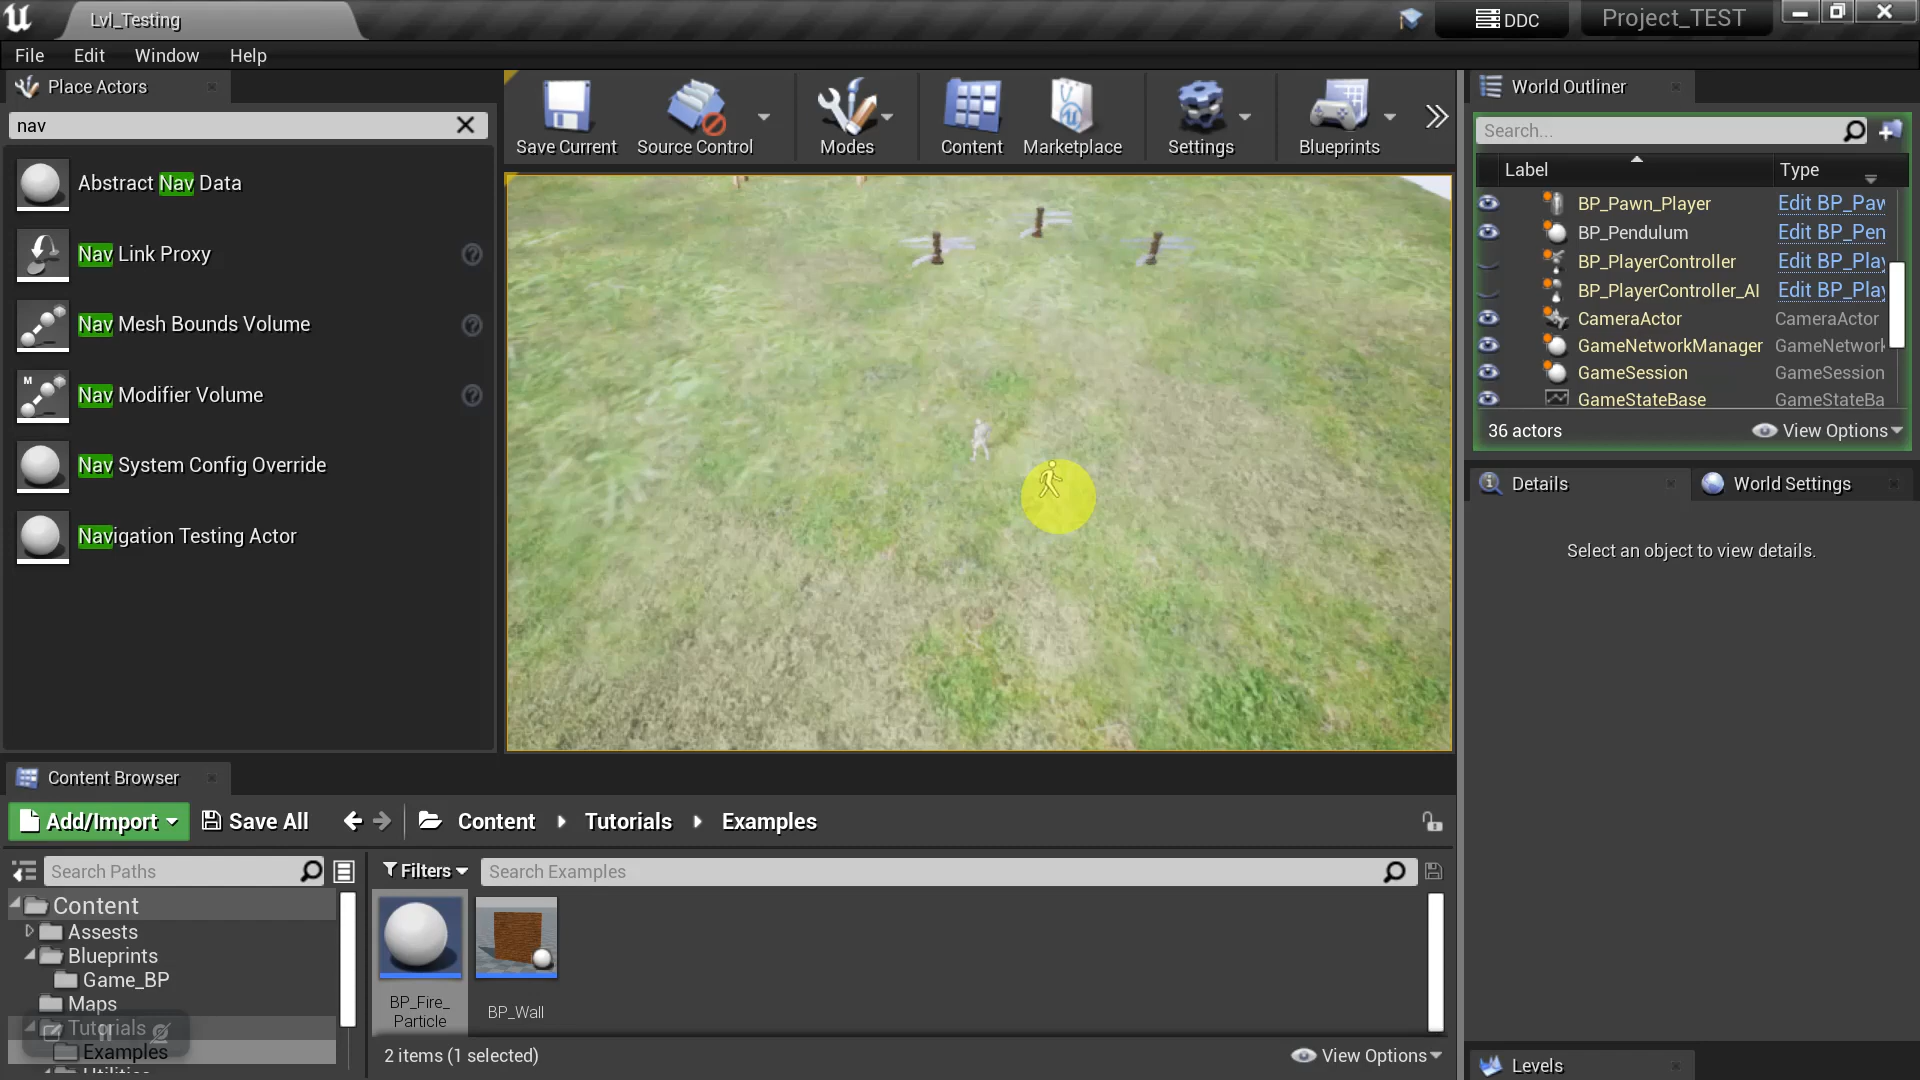 Lvl_Testing
DDC
Project_TEST
File Edit Window Help
Place Actors
nav
Abstract Nav Data
Nav Link Proxy
Nav Mesh Bounds Volume
M
Nav Modifier Volume
Nav System Config Override
Navigation Testing Actor
Save Current
Source Control
Modes
Content
Marketplace
Settings
Blueprints
World Outliner
Search...
Label Type
BP_Pawn_Player Edit BP_Paw
BP_Pendulum Edit BP_Pen
BP_PlayerController Edit BP_Play
BP_PlayerController_AI Edit BP_Play
CameraActor CameraActor
GameNetworkManager GameNetwork
GameSession GameSession
GameStateBase GameStateBa
36 actors View Options
Details
World Settings
Select an object to view details.
Levels
Content Browser
Add/Import Save All Content Tutorials Examples
Search Paths
Content
Assests
Blueprints
Game_BP
Maps
Tutorials
Examples
Filters Search Examples
BP_Fire_
Particle
BP_Wall
2 items (1 selected) View Options